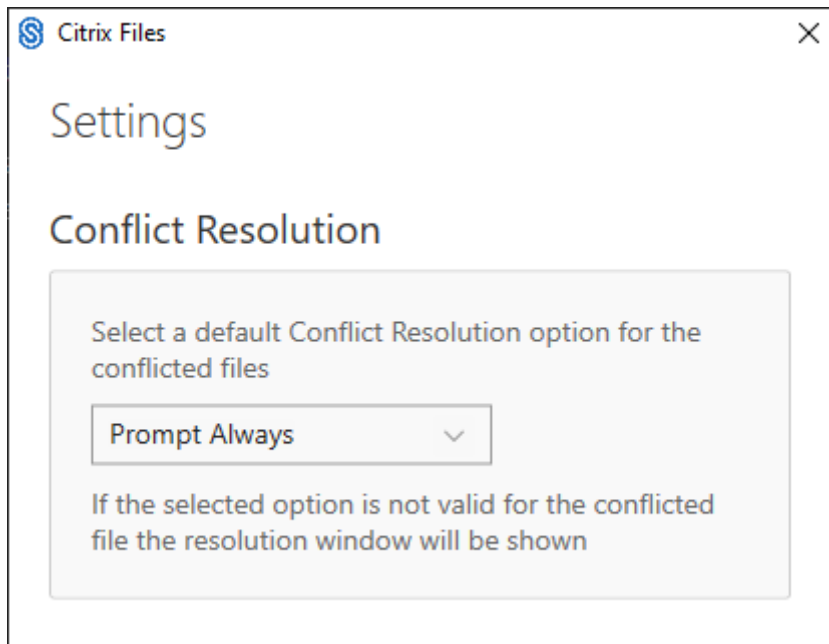 Citrix Files
Settings
Conflict Resolution
Select a default Conflict Resolution option for the
conflicted files
Prompt Always
If the selected option is not valid for the conflicted
file the resolution window will be shown